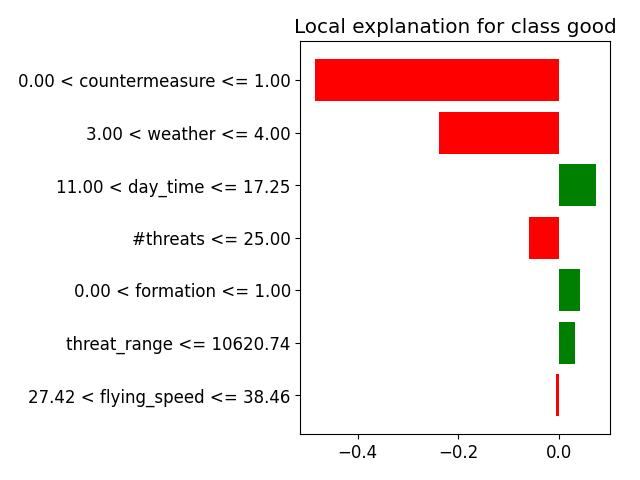 Local explanation for class good
0.00 < countermeasure <= 1.00
3.00 < weather <= 4.00
11.00 < day_time <= 17.25
#threats <= 25.00
0.00 < formation <= 1.00
threat_range <= 10620.74
27.42 < flying_speed <= 38.46
−0.4 −0.2 0.0